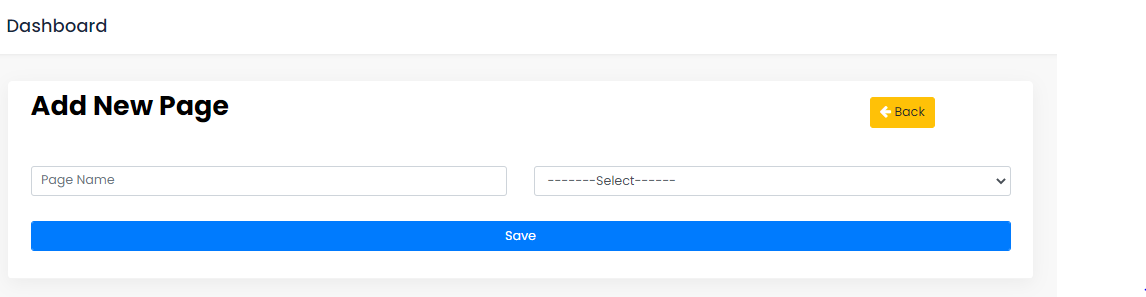 Dashboard
Add New Page
Back
Page Name
-------Select------
Save